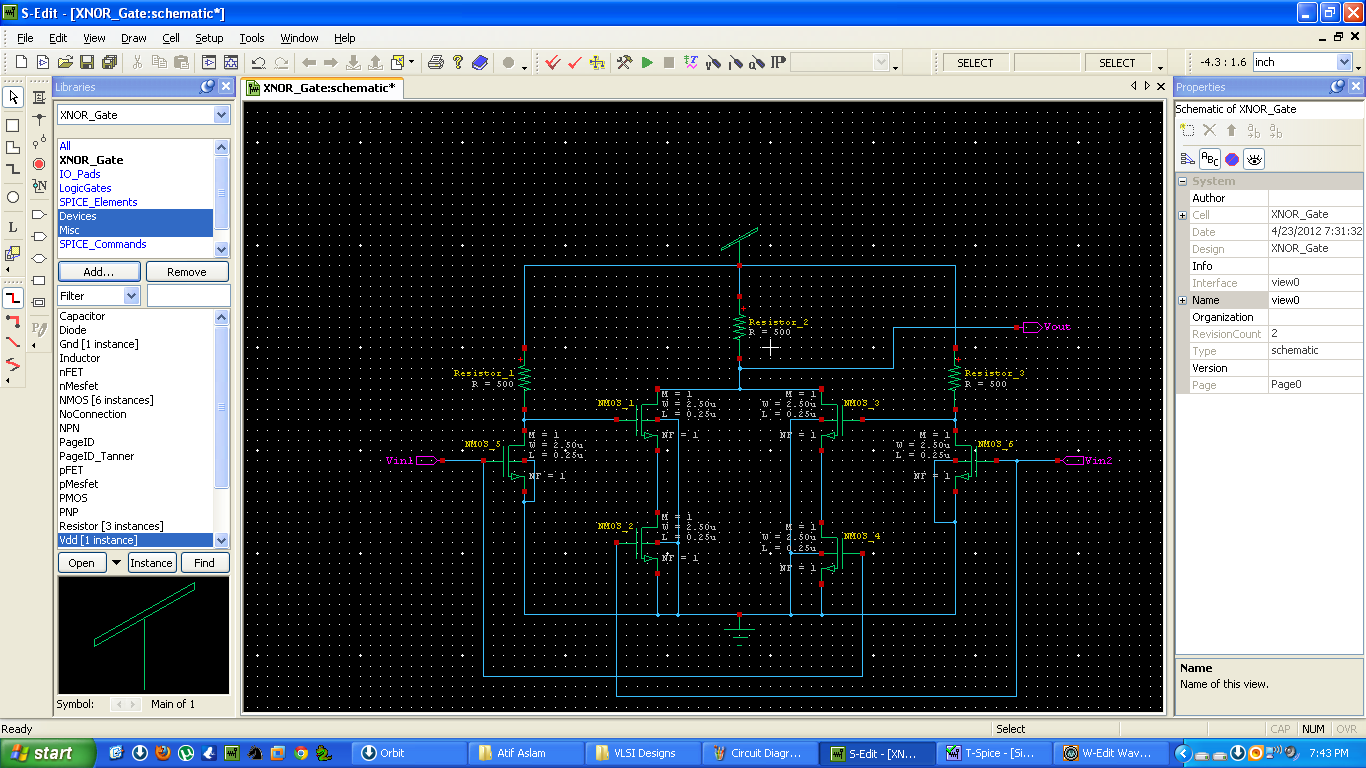 S-Edit - [XNOR_Gate:schematic*]
File Edit View Draw Cell Setup Tools Window Help
SELECT SELECT -4.3 : 1.6 inch
Libraries
XNOR_Gate:schematic*
Properties
XNOR_Gate
Schematic of XNOR_Gate
All
XNOR_Gate
IO_Pads
LogicGates
SPICE_Elements
Devices
Misc
SPICE_Commands
Add... Remove
Filter
Capacitor
Diode
Gnd [1 instance]
Inductor
nFET
nMesfet
NMOS [6 instances]
NoConnection
NPN
PageID
PageID_Tanner
pFET
pMesfet
PMOS
PNP
Resistor [3 instances]
Vdd [1 instance]
Open Instance Find
Symbol: Main of 1
Resistor_2
R = 500
Vout
Resistor_1
R = 500
Resistor_3
R = 500
NMOS_1
M = 1
W = 2.50u
L = 0.25u
NF = 1
M = 1
W = 2.50u
L = 0.25u
NF = 1
NMOS_3
Vin1
NMOS_5
M = 1
W = 2.50u
L = 0.25u
NF = 1
M = 1
W = 2.50u
L = 0.25u
NF = 1
NMOS_6
Vin2
NMOS_2
M = 1
W = 2.50u
L = 0.25u
NF = 1
M = 1
W = 2.50u
L = 0.25u
NF = 1
NMOS_4
System
Author
Cell XNOR_Gate
Date 4/23/2012 7:31:32
Design XNOR_Gate
Info
Interface view0
Name view0
Organization
RevisionCount 2
Type schematic
Version
Page Page0
Name
Name of this view.
Ready Select CAP NUM OVR
start Orbit Atif Aslam VLSI Designs Circuit Diagr... S-Edit - [XN... T-Spice - [Si... W-Edit Wav... 7:43 PM